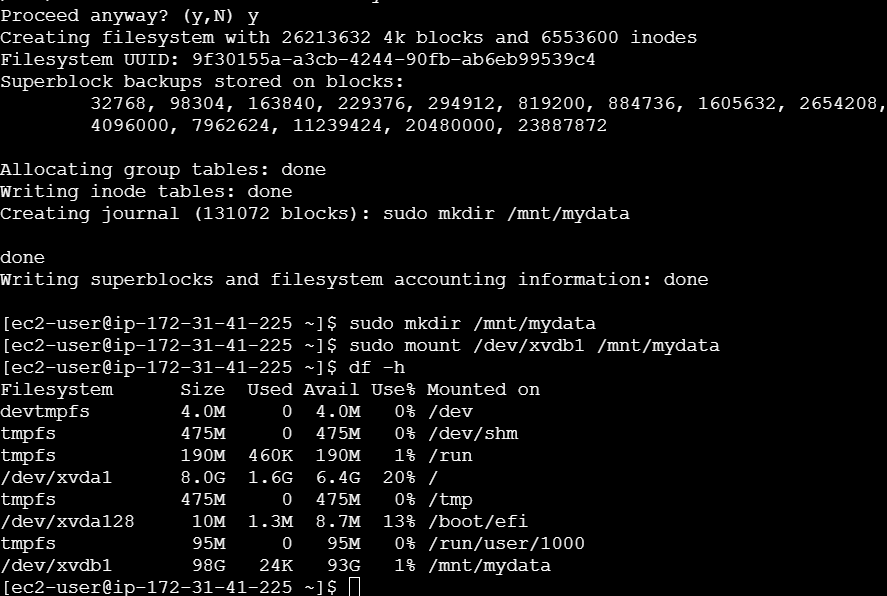 Proceed anyway? (y,N) y
Creating filesystem with 26213632 4k blocks and 6553600 inodes
Filesystem UUID: 9f30155a-a3cb-4244-90fb-ab6eb99539c4
Superblock backups stored on blocks:
        32768, 98304, 163840, 229376, 294912, 819200, 884736, 1605632, 2654208,
        4096000, 7962624, 11239424, 20480000, 23887872

Allocating group tables: done
Writing inode tables: done
Creating journal (131072 blocks): sudo mkdir /mnt/mydata

done
Writing superblocks and filesystem accounting information: done

[ec2-user@ip-172-31-41-225 ~]$ sudo mkdir /mnt/mydata
[ec2-user@ip-172-31-41-225 ~]$ sudo mount /dev/xvdb1 /mnt/mydata
[ec2-user@ip-172-31-41-225 ~]$ df -h
Filesystem      Size  Used Avail Use% Mounted on
devtmpfs        4.0M     0  4.0M   0% /dev
tmpfs           475M     0  475M   0% /dev/shm
tmpfs           190M  460K  190M   1% /run
/dev/xvda1      8.0G  1.6G  6.4G  20% /
tmpfs           475M     0  475M   0% /tmp
/dev/xvda128     10M  1.3M  8.7M  13% /boot/efi
tmpfs            95M     0   95M   0% /run/user/1000
/dev/xvdb1       98G   24K   93G   1% /mnt/mydata
[ec2-user@ip-172-31-41-225 ~]$